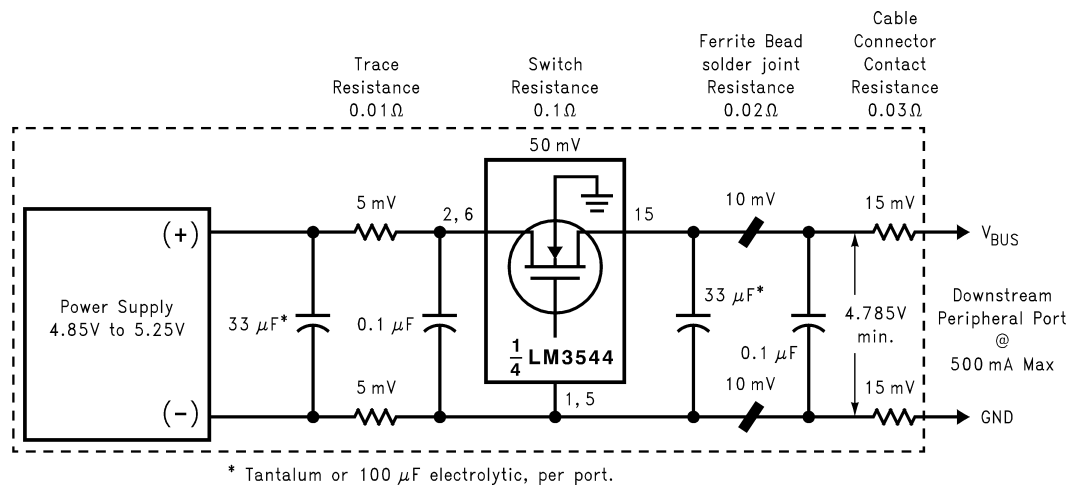 Cable
Connector
Contact
Resistance
0.03Ω
Ferrite Bead
solder joint
Resistance
0.02Ω
Switch
Resistance
0.1Ω
Trace
Resistance
0.01Ω
50 mV
5 mV
2, 6
15
10 mV
15 mV
(+)
VBUS
Power Supply
4.85V to 5.25V
33 μF*
0.1 μF
1/4 LM3544
33 μF*
0.1 μF
4.785V
min.
Downstream
Peripheral Port
@
500 mA Max
5 mV
1, 5
10 mV
15 mV
(−)
GND
* Tantalum or 100 μF electrolytic, per port.